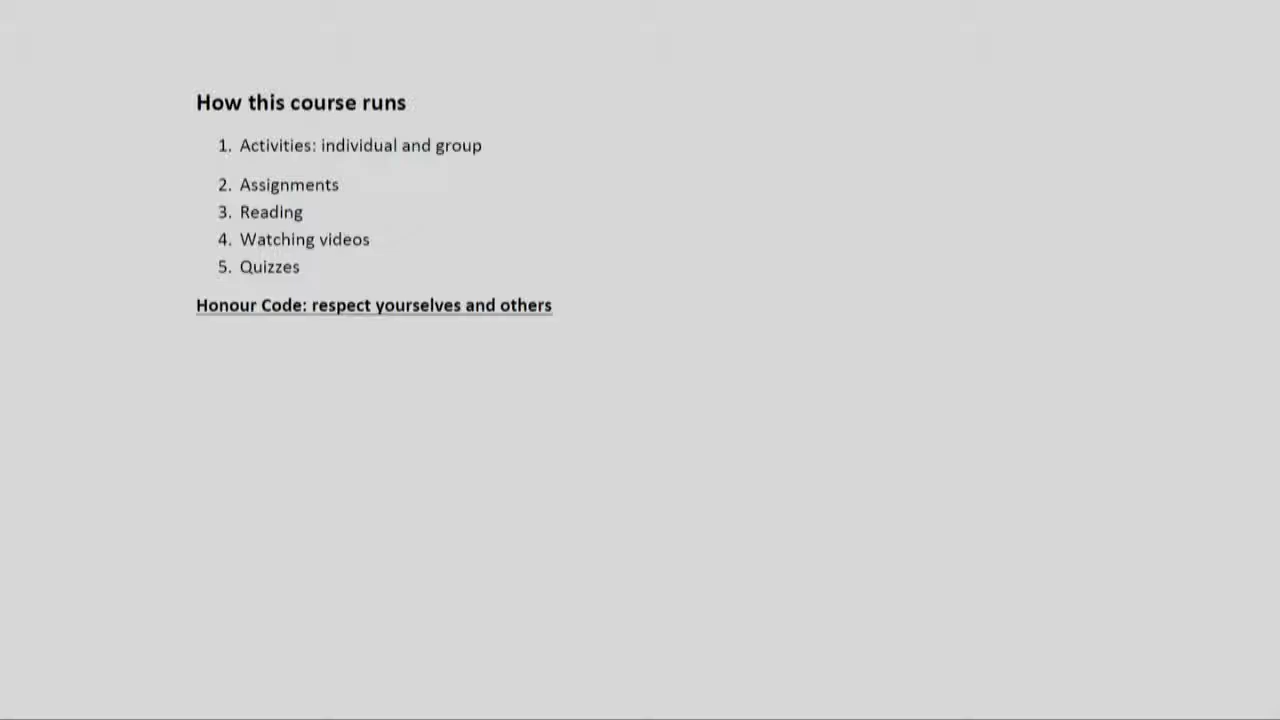 How this course runs
1. Activities: individual and group
2. Assignments
3. Reading
4. Watching videos
5. Quizzes
Honour Code: respect yourselves and others